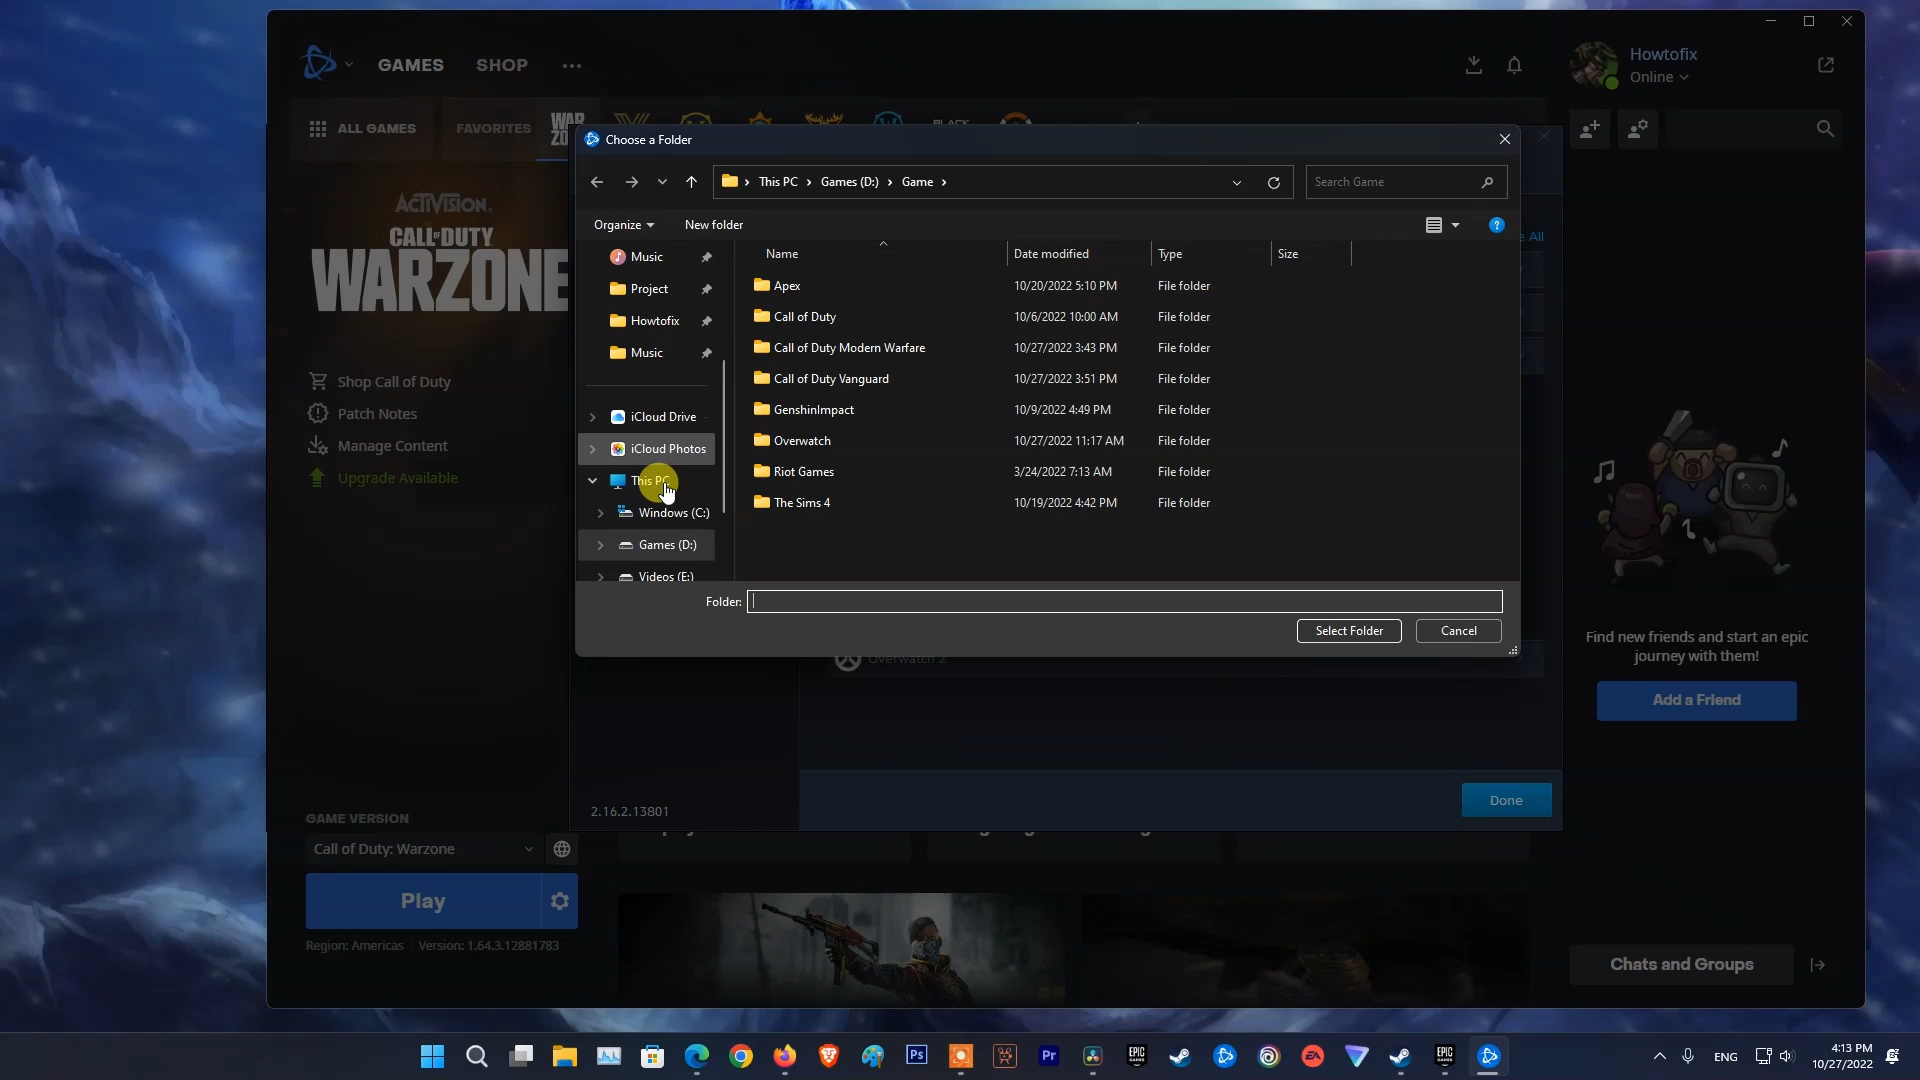 GAMES
SHOP
Howtofix
Online
ALL GAMES
FAVORITES
WAR
Choose a Folder
This PC
Games (D:)
Game
Search Game
Organize
New folder
Music
Project
Howtofix
Music
iCloud Drive
iCloud Photos
This PC
Windows (C:)
Games (D:)
Videos (E:)
Name
Date modified
Type
Size
Apex 10/20/2022 5:10 PM File folder
Call of Duty 10/6/2022 10:00 AM File folder
Call of Duty Modern Warfare 10/27/2022 3:43 PM File folder
Call of Duty Vanguard 10/27/2022 3:51 PM File folder
GenshinImpact 10/9/2022 4:49 PM File folder
Overwatch 10/27/2022 11:17 AM File folder
Riot Games 3/24/2022 7:13 AM File folder
The Sims 4 10/19/2022 4:42 PM File folder
Folder:
Select Folder
Cancel
All
ACTIVISION.
CALL OF DUTY
WARZONE
Shop Call of Duty
Patch Notes
Manage Content
Upgrade Available
Overwatch 2
Find new friends and start an epic
journey with them!
Add a Friend
2.16.2.13801
Done
GAME VERSION
Call of Duty: Warzone
Play
Region: Americas
Version: 1.64.3.12881783
Chats and Groups
Ps
Pr
EPIC
EA
EPIC
ENG
4:13 PM
10/27/2022